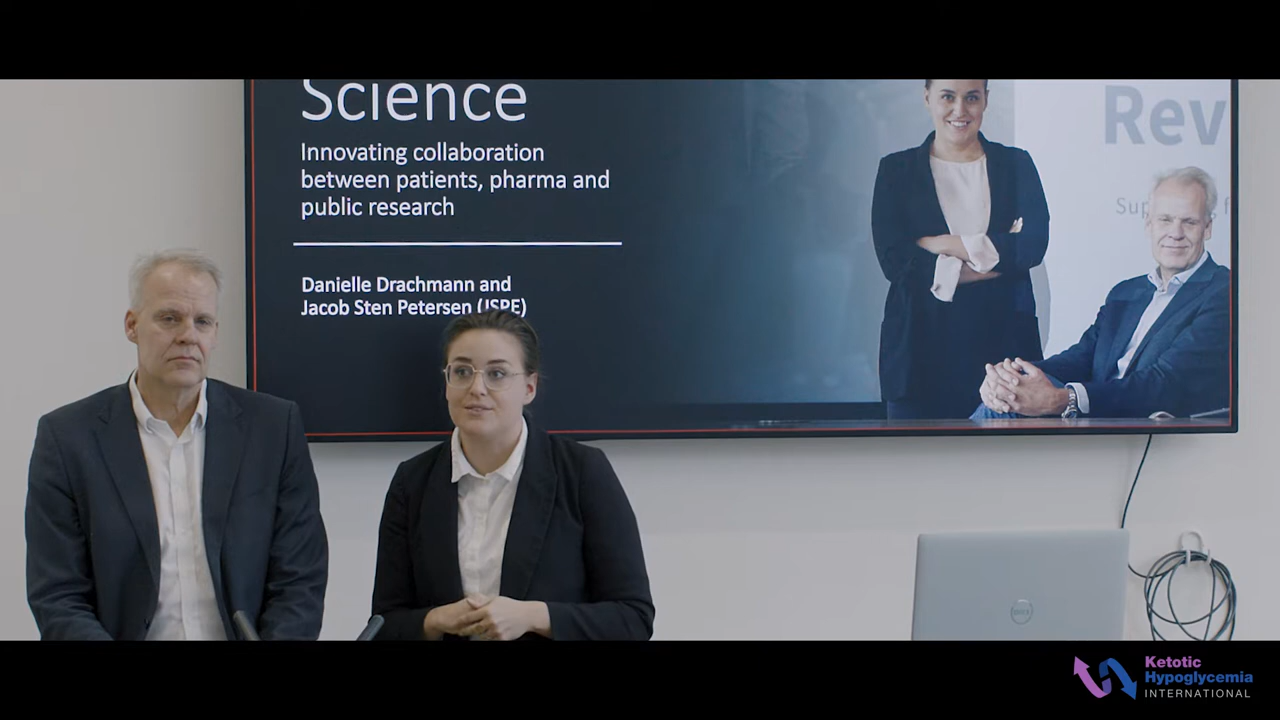 Science
Innovating collaboration
between patients, pharma and
public research
Danielle Drachmann and
Jacob Sten Petersen (JSPE)
Rev
DELL
Ketotic
Hypoglycemia
INTERNATIONAL